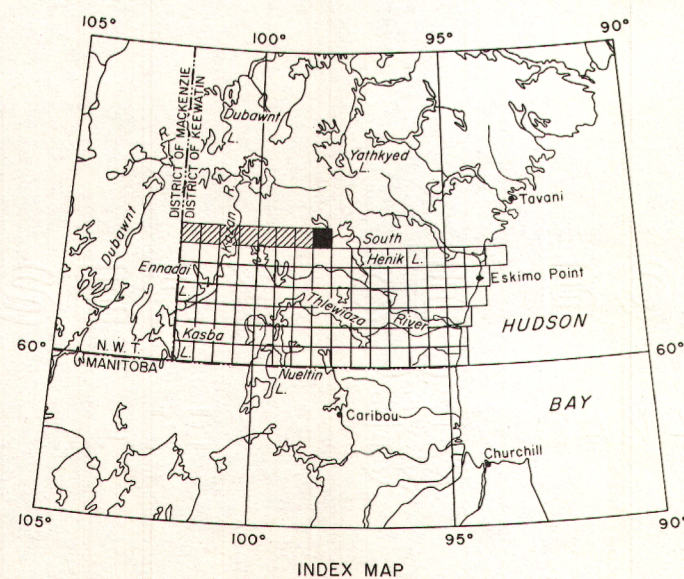 105°
100°
95°
90°
DISTRICT OF MACKENZIE
DISTRICT OF KEEWATIN
Dubawnt
L.
R.
Yathkyed
L.
Tavani
Dubawnt
Kazan
R
South
Henik L.
Ennadai
L.
Eskimo Point
Thlewiaza
River
HUDSON
Kasba
L.
60°
N. W. T.
MANITOBA
60°
Nueltin
L.
Caribou
BAY
Churchill
105°
100°
95°
90°
INDEX MAP